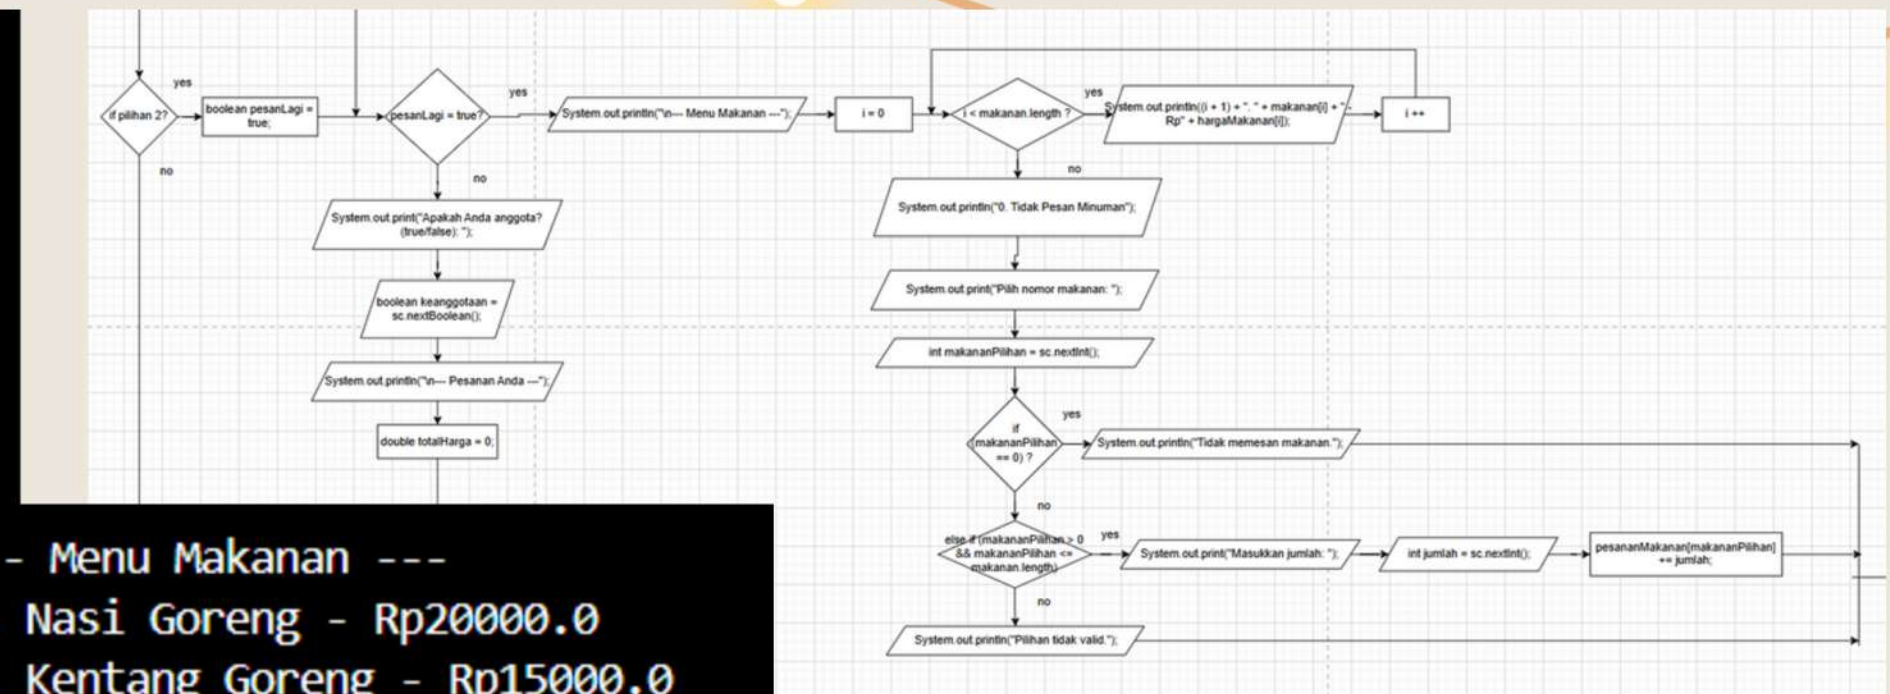 yes
if pilihan 2?
boolean pesanLagi =
true;
no
pesanLagi = true?
yes
no
System.out.println("\n--- Menu Makanan ---");
i = 0
i < makanan.length ?
yes
System.out.println((i + 1) + ". " + makanan[i] + " -
Rp" + hargaMakanan[i]);
i ++
no
System.out.print("Apakah Anda anggota?
(true/false): ");
boolean keanggotaan =
sc.nextBoolean();
System.out.println("\n--- Pesanan Anda ---");
double totalHarga = 0;
System.out.println("0. Tidak Pesan Minuman");
System.out.print("Pilih nomor makanan: ");
int makananPilihan = sc.nextInt();
if
(makananPilihan
== 0) ?
yes
System.out.println("Tidak memesan makanan.");
no
else if (makananPilihan > 0
&& makananPilihan <=
makanan.length)
yes
System.out.print("Masukkan jumlah: ");
int jumlah = sc.nextInt();
pesananMakanan[makananPilihan]
+= jumlah;
no
System.out.println("Pilihan tidak valid.");
- Menu Makanan ---
Nasi Goreng - Rp20000.0
Kentang Goreng - Rp15000.0